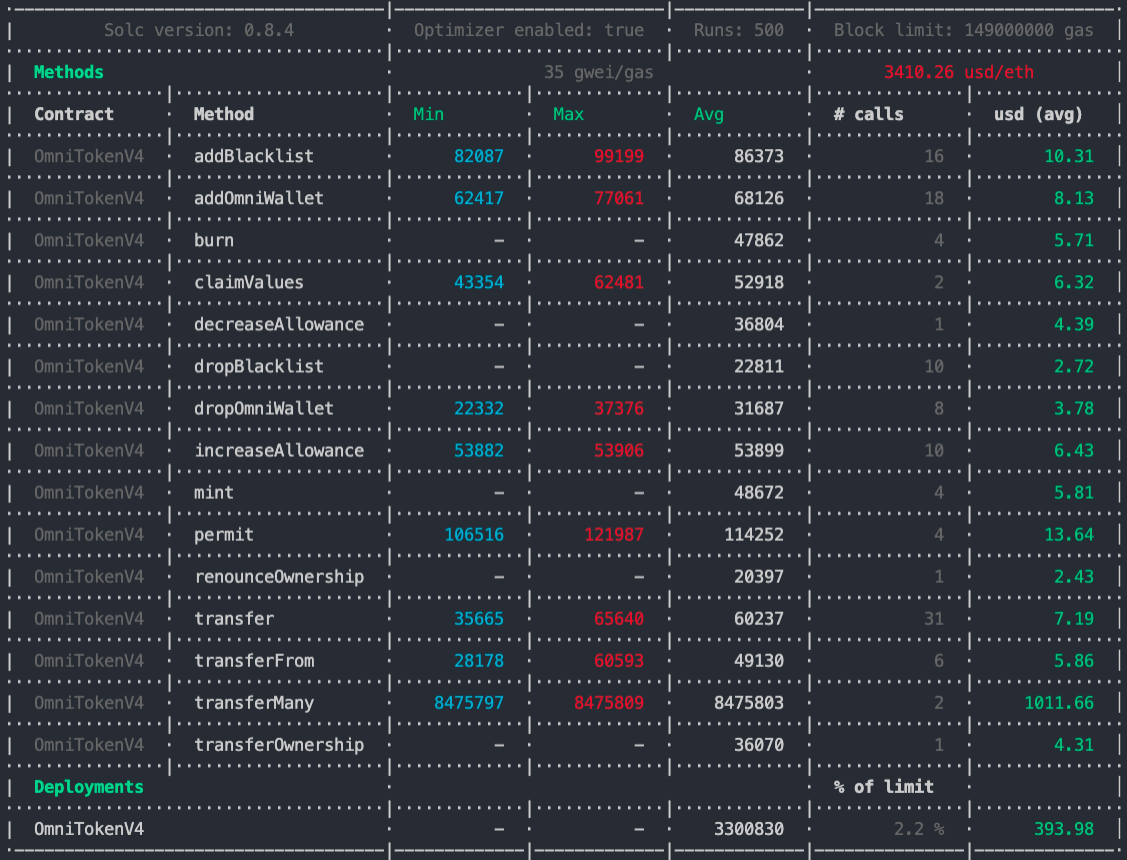 Solc version: 0.8.4 Optimizer enabled: true Runs: 500 Block limit: 149000000 gas
Methods 35 gwei/gas 3410.26 usd/eth
Contract Method Min Max Avg # calls usd (avg)
OmniTokenV4 addBlacklist 82087 99199 86373 16 10.31
OmniTokenV4 addOmniWallet 62417 77061 68126 18 8.13
OmniTokenV4 burn – – 47862 4 5.71
OmniTokenV4 claimValues 43354 62481 52918 2 6.32
OmniTokenV4 decreaseAllowance – – 36804 1 4.39
OmniTokenV4 dropBlacklist – – 22811 10 2.72
OmniTokenV4 dropOmniWallet 22332 37376 31687 8 3.78
OmniTokenV4 increaseAllowance 53882 53906 53899 10 6.43
OmniTokenV4 mint – – 48672 4 5.81
OmniTokenV4 permit 106516 121987 114252 4 13.64
OmniTokenV4 renounceOwnership – – 20397 1 2.43
OmniTokenV4 transfer 35665 65640 60237 31 7.19
OmniTokenV4 transferFrom 28178 60593 49130 6 5.86
OmniTokenV4 transferMany 8475797 8475809 8475803 2 1011.66
OmniTokenV4 transferOwnership – – 36070 1 4.31
Deployments % of limit
OmniTokenV4 – – 3300830 2.2 % 393.98